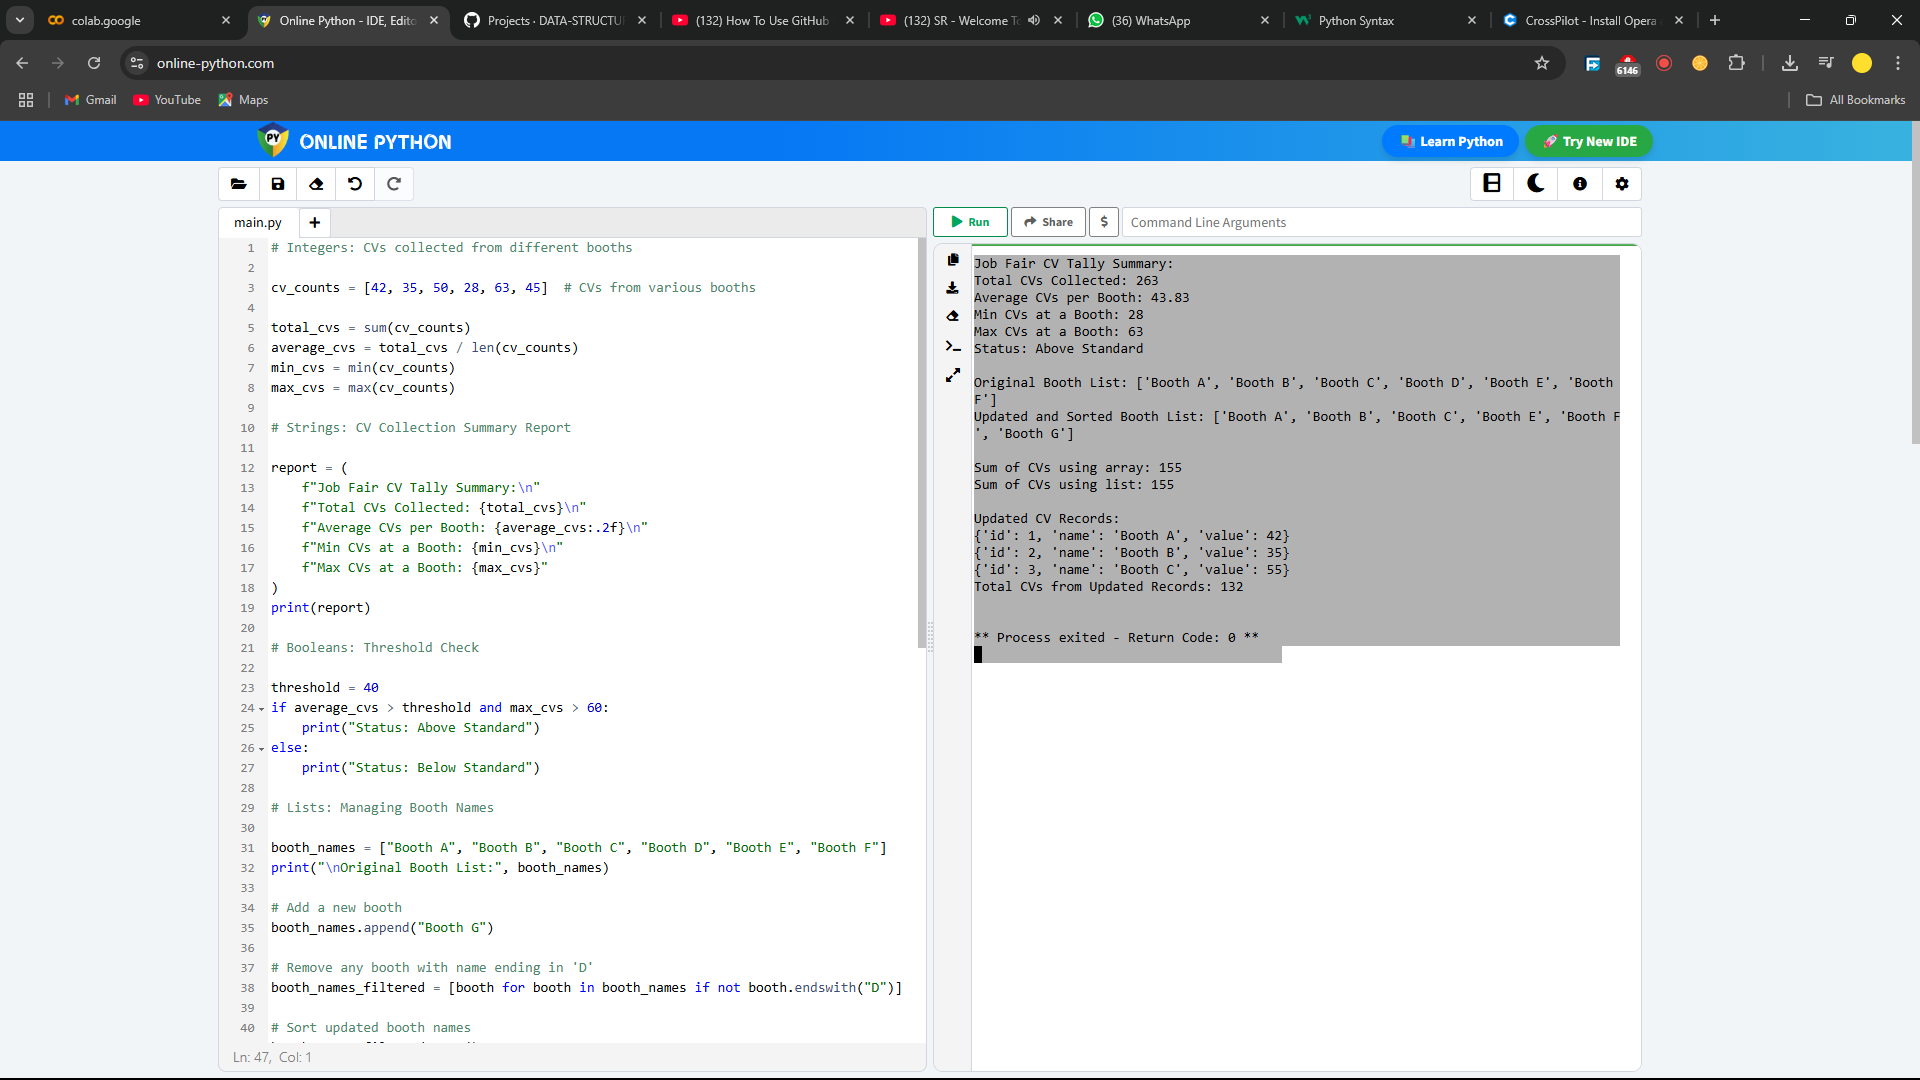 colab.google
Online Python - IDE, Edito
Projects · DATA-STRUCTU
(132) How To Use GitHub
(132) SR - Welcome To
(36) WhatsApp
Python Syntax
CrossPilot - Install Opera
online-python.com
6146
Gmail
YouTube
Maps
All Bookmarks
PY
ONLINE PYTHON
Learn Python
Try New IDE
main.py
+
Run
Share
$
Command Line Arguments
1 # Integers: CVs collected from different booths
2
3 cv_counts = [42, 35, 50, 28, 63, 45]  # CVs from various booths
4
5 total_cvs = sum(cv_counts)
6 average_cvs = total_cvs / len(cv_counts)
7 min_cvs = min(cv_counts)
8 max_cvs = max(cv_counts)
9
10 # Strings: CV Collection Summary Report
11
12 report = (
13     f"Job Fair CV Tally Summary:\n"
14     f"Total CVs Collected: {total_cvs}\n"
15     f"Average CVs per Booth: {average_cvs:.2f}\n"
16     f"Min CVs at a Booth: {min_cvs}\n"
17     f"Max CVs at a Booth: {max_cvs}"
18 )
19 print(report)
20
21 # Booleans: Threshold Check
22
23 threshold = 40
24 if average_cvs > threshold and max_cvs > 60:
25     print("Status: Above Standard")
26 else:
27     print("Status: Below Standard")
28
29 # Lists: Managing Booth Names
30
31 booth_names = ["Booth A", "Booth B", "Booth C", "Booth D", "Booth E", "Booth F"]
32 print("\nOriginal Booth List:", booth_names)
33
34 # Add a new booth
35 booth_names.append("Booth G")
36
37 # Remove any booth with name ending in 'D'
38 booth_names_filtered = [booth for booth in booth_names if not booth.endswith("D")]
39
40 # Sort updated booth names
Ln: 47, Col: 1
Job Fair CV Tally Summary:
Total CVs Collected: 263
Average CVs per Booth: 43.83
Min CVs at a Booth: 28
Max CVs at a Booth: 63
Status: Above Standard
Original Booth List: ['Booth A', 'Booth B', 'Booth C', 'Booth D', 'Booth E', 'Booth
F']
Updated and Sorted Booth List: ['Booth A', 'Booth B', 'Booth C', 'Booth E', 'Booth F
', 'Booth G']
Sum of CVs using array: 155
Sum of CVs using list: 155
Updated CV Records:
{'id': 1, 'name': 'Booth A', 'value': 42}
{'id': 2, 'name': 'Booth B', 'value': 35}
{'id': 3, 'name': 'Booth C', 'value': 55}
Total CVs from Updated Records: 132
** Process exited - Return Code: 0 **